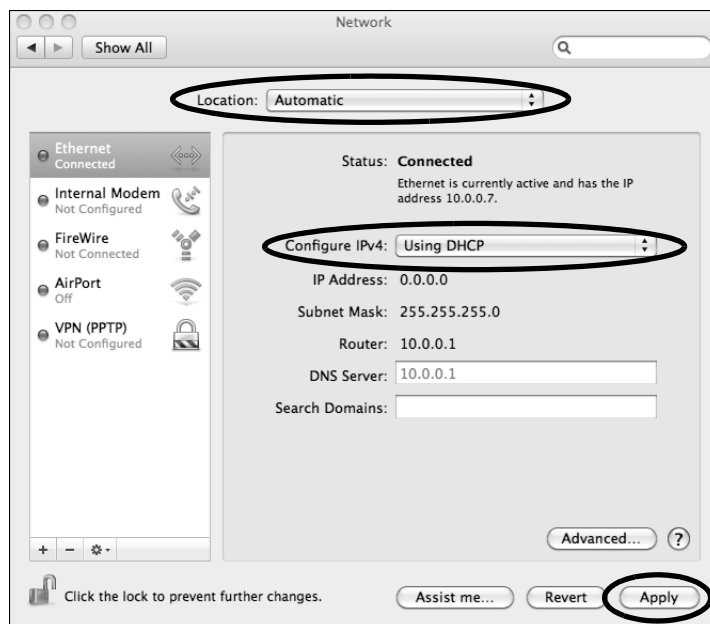 Network
Show All
Location: Automatic
Ethernet
Connected
Internal Modem
Not Configured
FireWire
Not Connected
AirPort
Off
VPN (PPTP)
Not Configured
Status: Connected
Ethernet is currently active and has the IP
address 10.0.0.7.
Configure IPv4: Using DHCP
IP Address: 0.0.0.0
Subnet Mask: 255.255.255.0
Router: 10.0.0.1
DNS Server: 10.0.0.1
Search Domains:
Advanced... ?
Click the lock to prevent further changes.
Assist me... Revert Apply